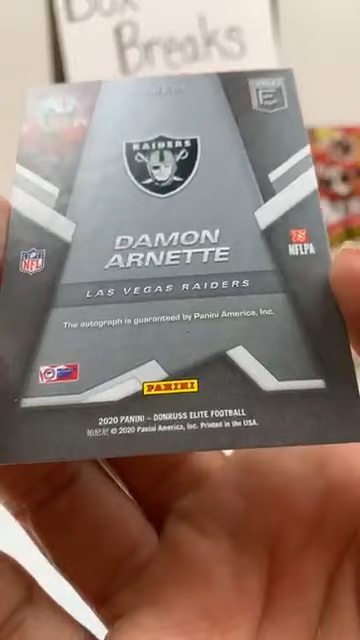 Box
Breaks
E
RAIDERS
DAMON
ARNETTE
LAS VEGAS RAIDERS
NFL
NFLPA
The autograph is guaranteed by Panini America, Inc.
PANINI
2020 PANINI – DONRUSS ELITE FOOTBALL
© 2020 Panini America, Inc. Printed in the USA.